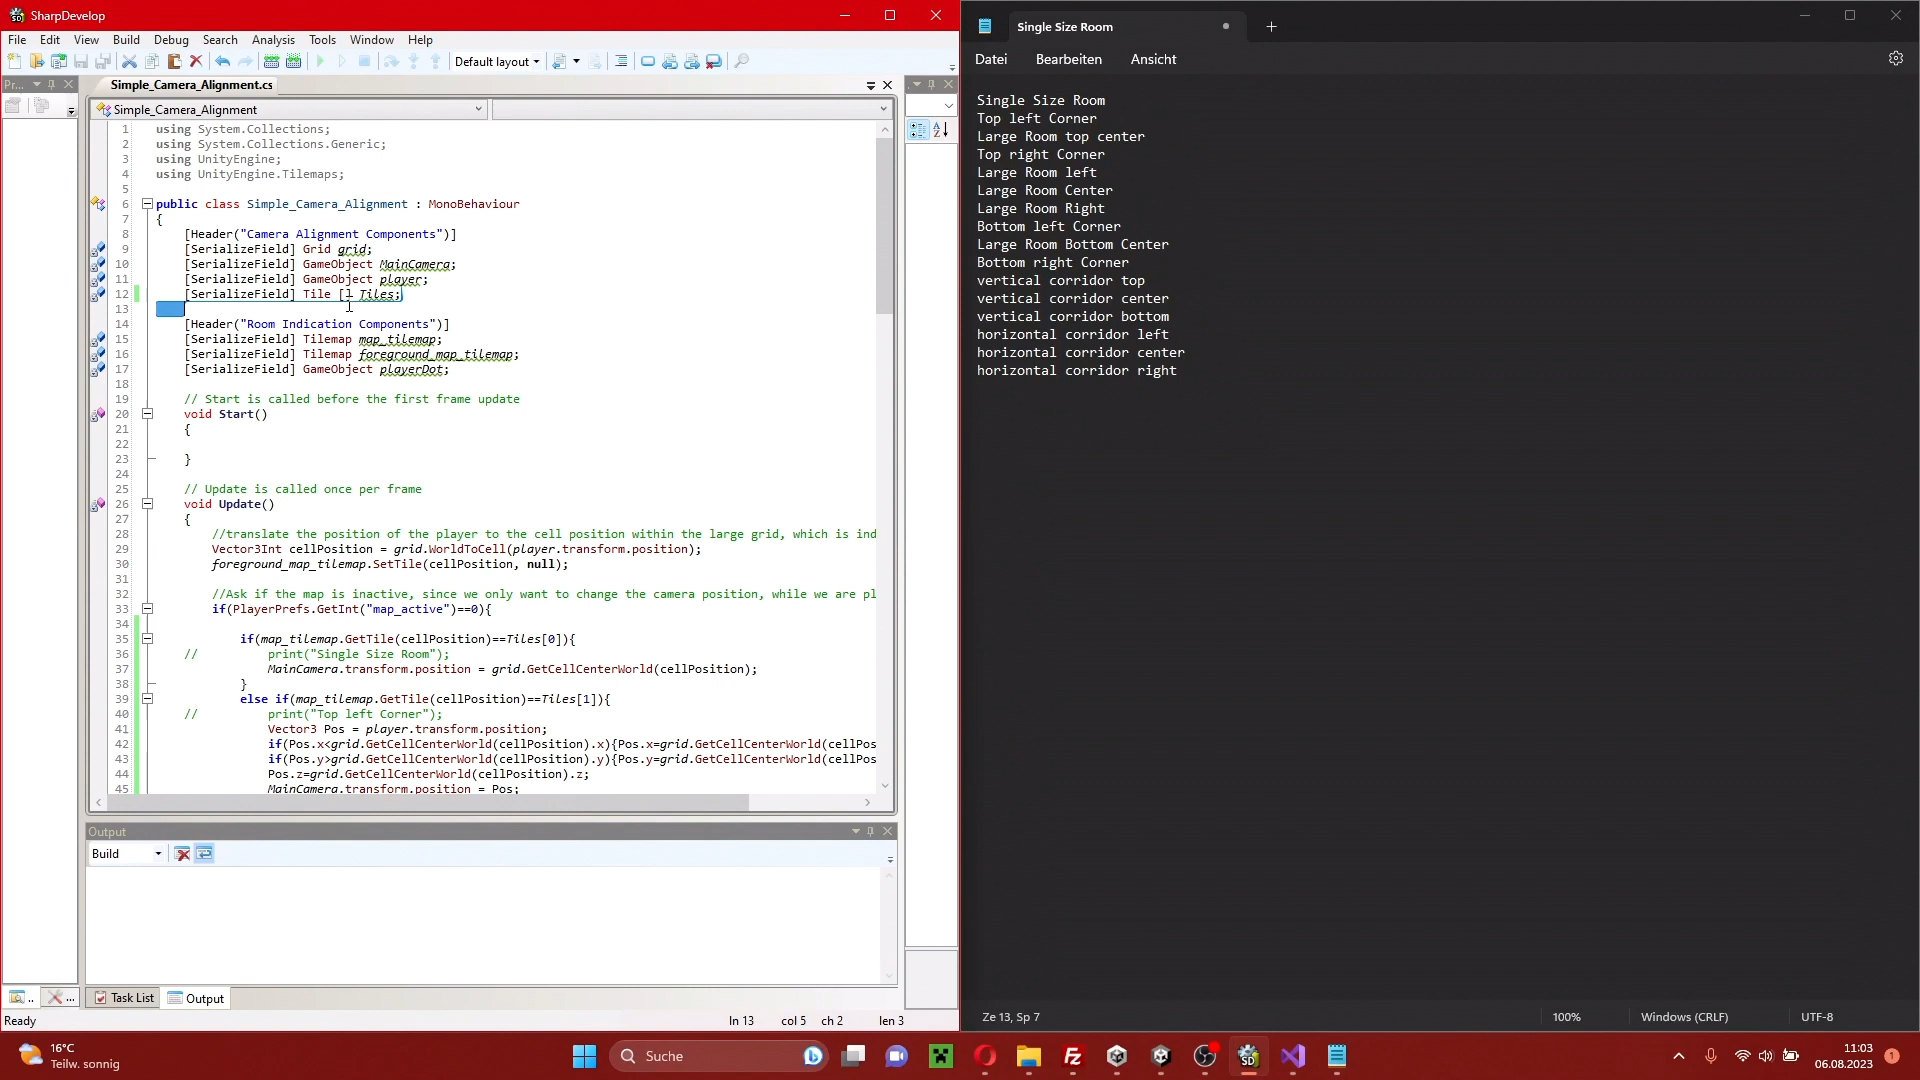 SharpDevelop
File Edit View Build Debug Search Analysis Tools Window Help
Default layout
Pr...
Simple_Camera_Alignment.cs
Simple_Camera_Alignment
1 using System.Collections;
2 using System.Collections.Generic;
3 using UnityEngine;
4 using UnityEngine.Tilemaps;
5
6 public class Simple_Camera_Alignment : MonoBehaviour
7 {
8 [Header("Camera Alignment Components")]
9 [SerializeField] Grid grid;
10 [SerializeField] GameObject MainCamera;
11 [SerializeField] GameObject player;
12 [SerializeField] Tile [] Tiles;
13
14 [Header("Room Indication Components")]
15 [SerializeField] Tilemap map_tilemap;
16 [SerializeField] Tilemap foreground_map_tilemap;
17 [SerializeField] GameObject playerDot;
18
19 // Start is called before the first frame update
20 void Start()
21 {
22
23 }
24
25 // Update is called once per frame
26 void Update()
27 {
28 //translate the position of the player to the cell position within the large grid, which is ind
29 Vector3Int cellPosition = grid.WorldToCell(player.transform.position);
30 foreground_map_tilemap.SetTile(cellPosition, null);
31
32 //Ask if the map is inactive, since we only want to change the camera position, while we are pl
33 if(PlayerPrefs.GetInt("map_active")==0){
34
35 if(map_tilemap.GetTile(cellPosition)==Tiles[0]){
36 // print("Single Size Room");
37 MainCamera.transform.position = grid.GetCellCenterWorld(cellPosition);
38 }
39 else if(map_tilemap.GetTile(cellPosition)==Tiles[1]){
40 // print("Top left Corner");
41 Vector3 Pos = player.transform.position;
42 if(Pos.x<grid.GetCellCenterWorld(cellPosition).x){Pos.x=grid.GetCellCenterWorld(cellPos
43 if(Pos.y>grid.GetCellCenterWorld(cellPosition).y){Pos.y=grid.GetCellCenterWorld(cellPos
44 Pos.z=grid.GetCellCenterWorld(cellPosition).z;
45 MainCamera.transform.position = Pos;
Output
Build
Task List Output
Ready ln 13 col 5 ch 2 len 3
Single Size Room
Datei Bearbeiten Ansicht
Single Size Room
Top left Corner
Large Room top center
Top right Corner
Large Room left
Large Room Center
Large Room Right
Bottom left Corner
Large Room Bottom Center
Bottom right Corner
vertical corridor top
vertical corridor center
vertical corridor bottom
horizontal corridor left
horizontal corridor center
horizontal corridor right
Ze 13, Sp 7 100% Windows (CRLF) UTF-8
16°C
Teilw. sonnig
Suche
11:03
06.08.2023
1